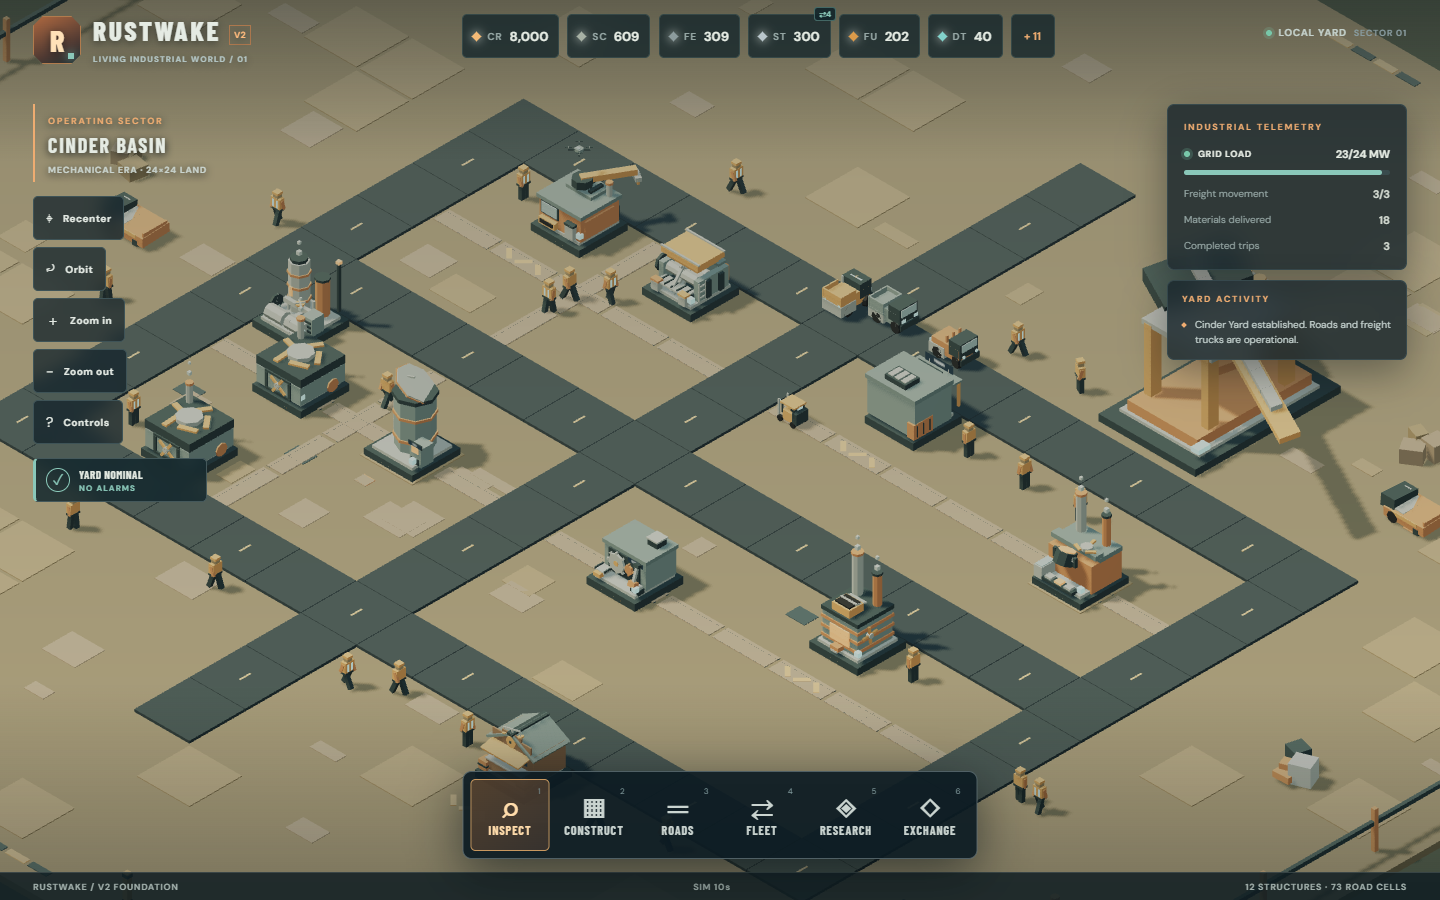 R
RUSTWAKE V2
LIVING INDUSTRIAL WORLD / 01
CR 8,000
SC 609
FE 309
ST 300
⇄4
FU 202
DT 40
+11
LOCAL YARD SECTOR 01
OPERATING SECTOR
CINDER BASIN
MECHANICAL ERA · 24×24 LAND
Recenter
Orbit
+ Zoom in
− Zoom out
? Controls
YARD NOMINAL
NO ALARMS
INDUSTRIAL TELEMETRY
GRID LOAD 23/24 MW
Freight movement 3/3
Materials delivered 18
Completed trips 3
YARD ACTIVITY
Cinder Yard established. Roads and freight
trucks are operational.
1 INSPECT
2 CONSTRUCT
3 ROADS
4 FLEET
5 RESEARCH
6 EXCHANGE
RUSTWAKE / V2 FOUNDATION
SIM 10s
12 STRUCTURES · 73 ROAD CELLS